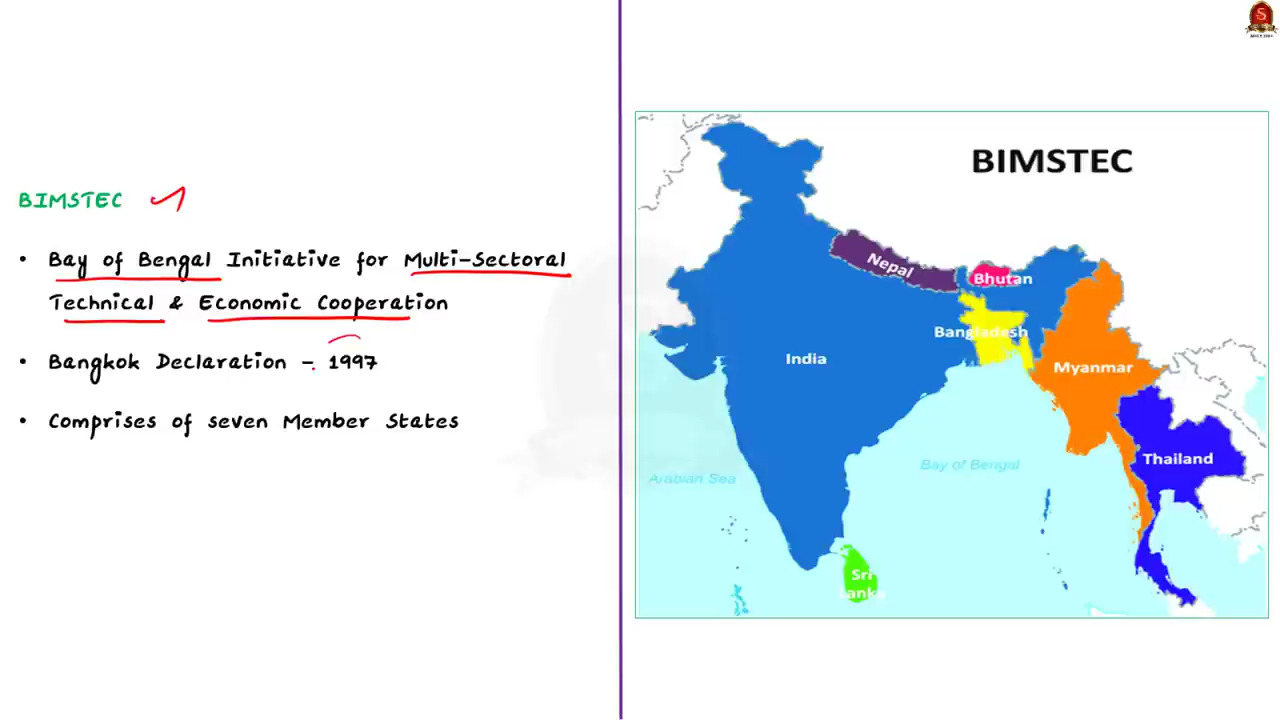 BIMSTEC
• Bay of Bengal Initiative for Multi-Sectoral
Technical & Economic Cooperation
• Bangkok Declaration - 1997
• Comprises of seven Member States
BIMSTEC
Nepal
Bhutan
Bangladesh
India
Myanmar
Thailand
Bay of Bengal
Arabian Sea
Sri
Lanka